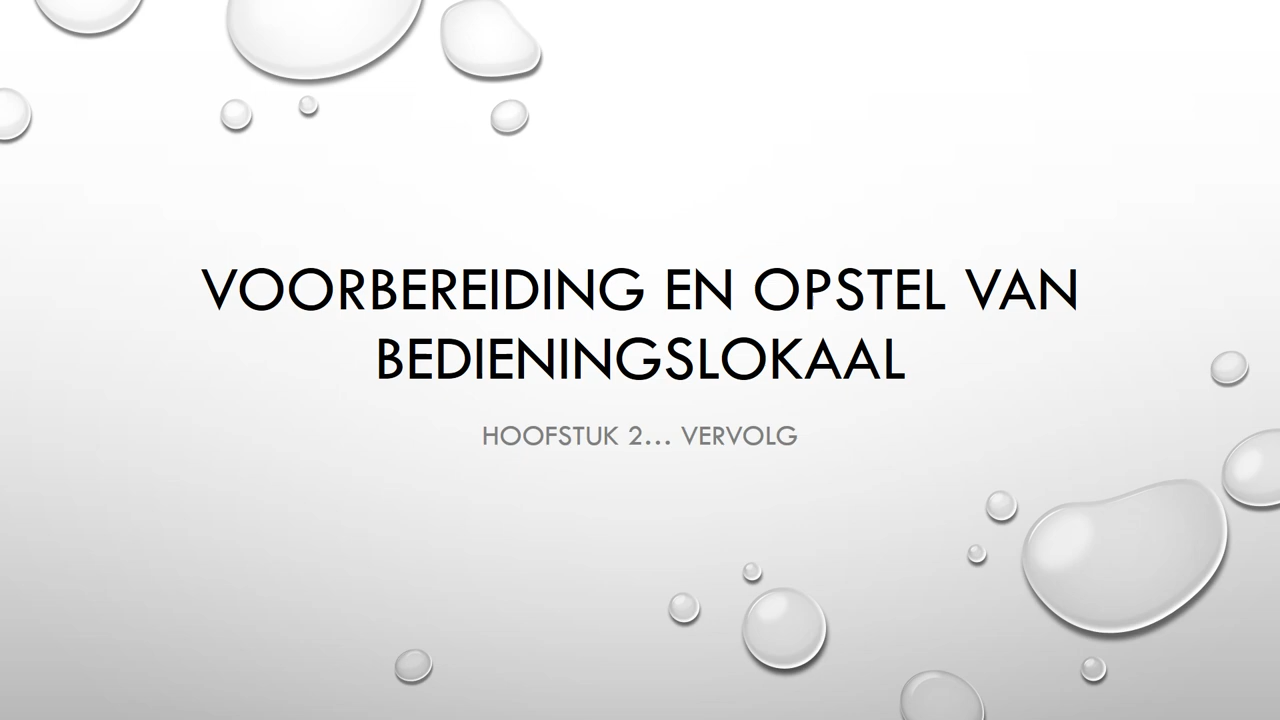 VOORBEREIDING EN OPSTEL VAN
BEDIENINGSLOKAAL
HOOFSTUK 2... VERVOLG